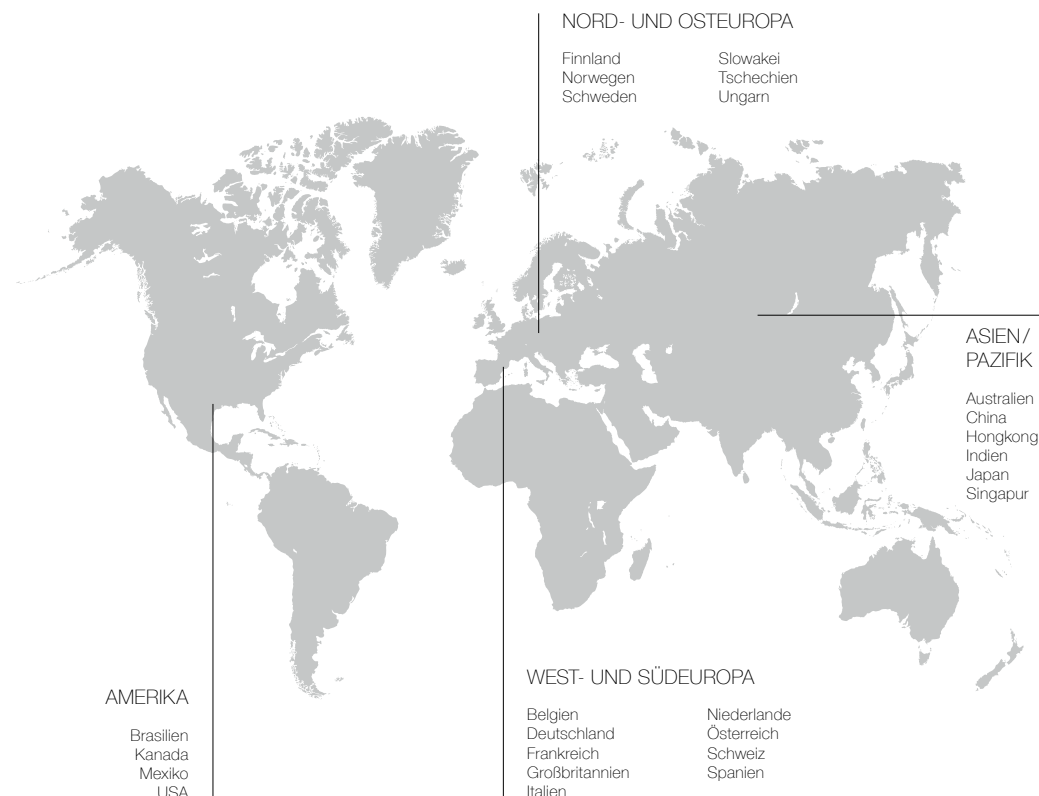 NORD- UND OSTEUROPA
Finnland
Norwegen
Schweden
Slowakei
Tschechien
Ungarn
ASIEN /
PAZIFIK
Australien
China
Hongkong
Indien
Japan
Singapur
WEST- UND SÜDEUROPA
Belgien
Deutschland
Frankreich
Großbritannien
Italien
Niederlande
Österreich
Schweiz
Spanien
AMERIKA
Brasilien
Kanada
Mexiko
USA